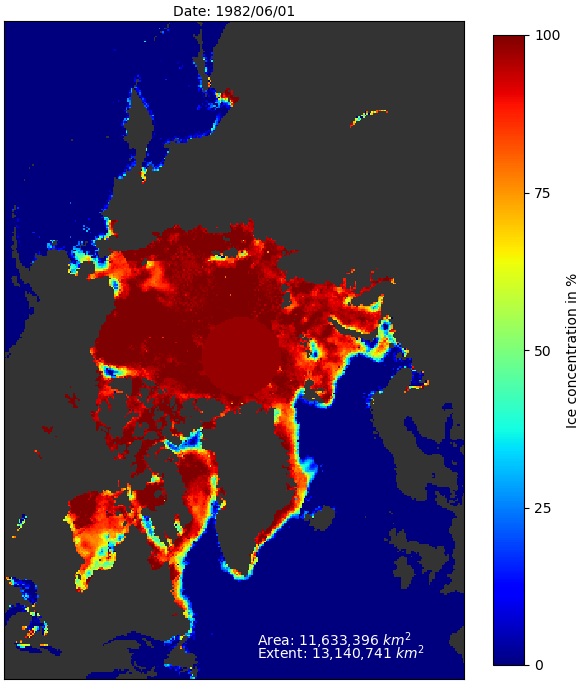 Date: 1982/06/01
100
75
50
25
0
Ice concentration in %
Area: 11,633,396 km²
Extent: 13,140,741 km²